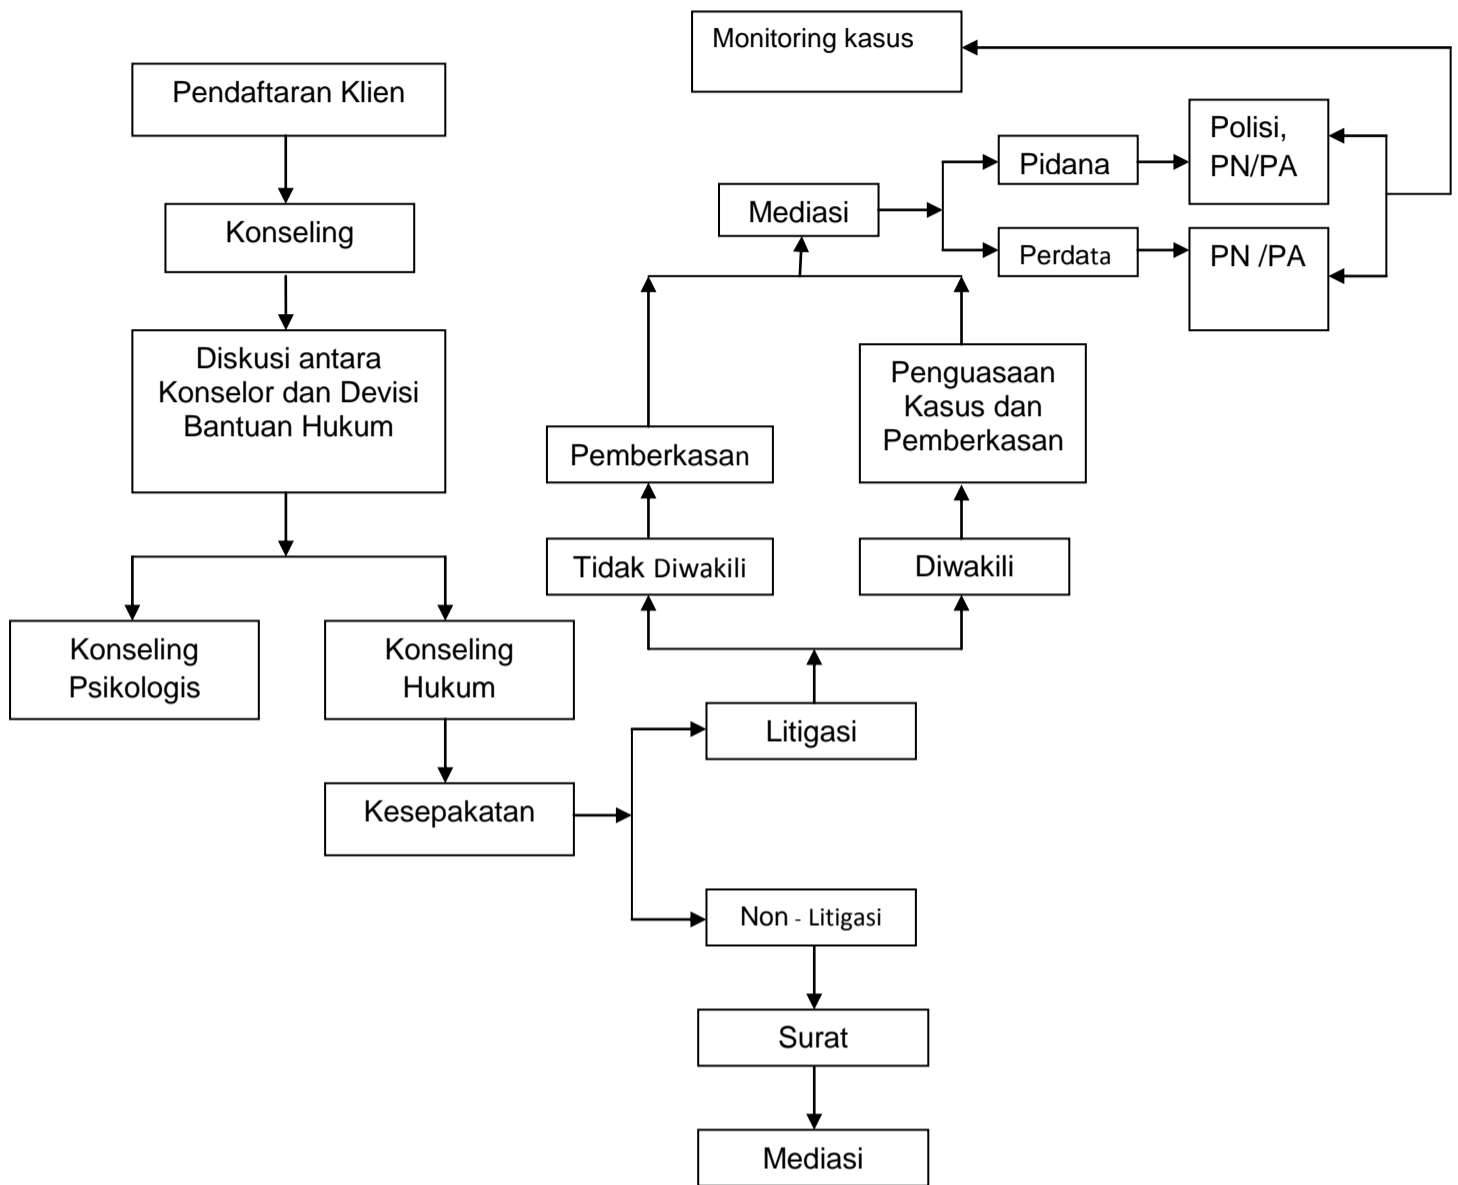 Monitoring kasus
Pendaftaran Klien
Polisi,
PN/PA
Pidana
Mediasi
Konseling
Perdata
PN /PA
Diskusi antara
Konselor dan Devisi
Bantuan Hukum
Penguasaan
Kasus dan
Pemberkasan
Pemberkasan
Tidak Diwakili
Diwakili
Konseling
Psikologis
Konseling
Hukum
Litigasi
Kesepakatan
Non - Litigasi
Surat
Mediasi